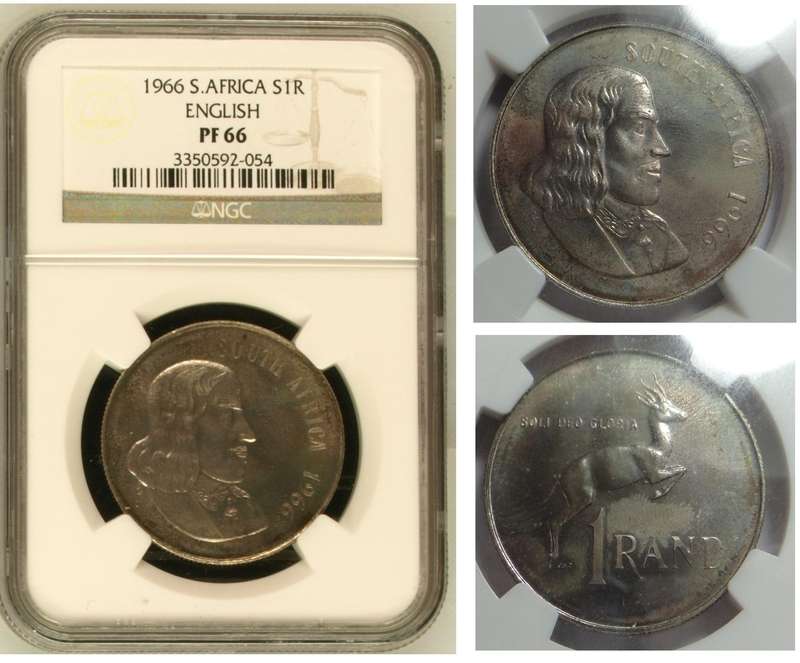 1966 S.AFRICA S1R
ENGLISH
PF 66
3350592-054
NGC
SOUTH AFRICA 1966
SOUTH AFRICA 1966
SOLI DEO GLORIA
1 RAND